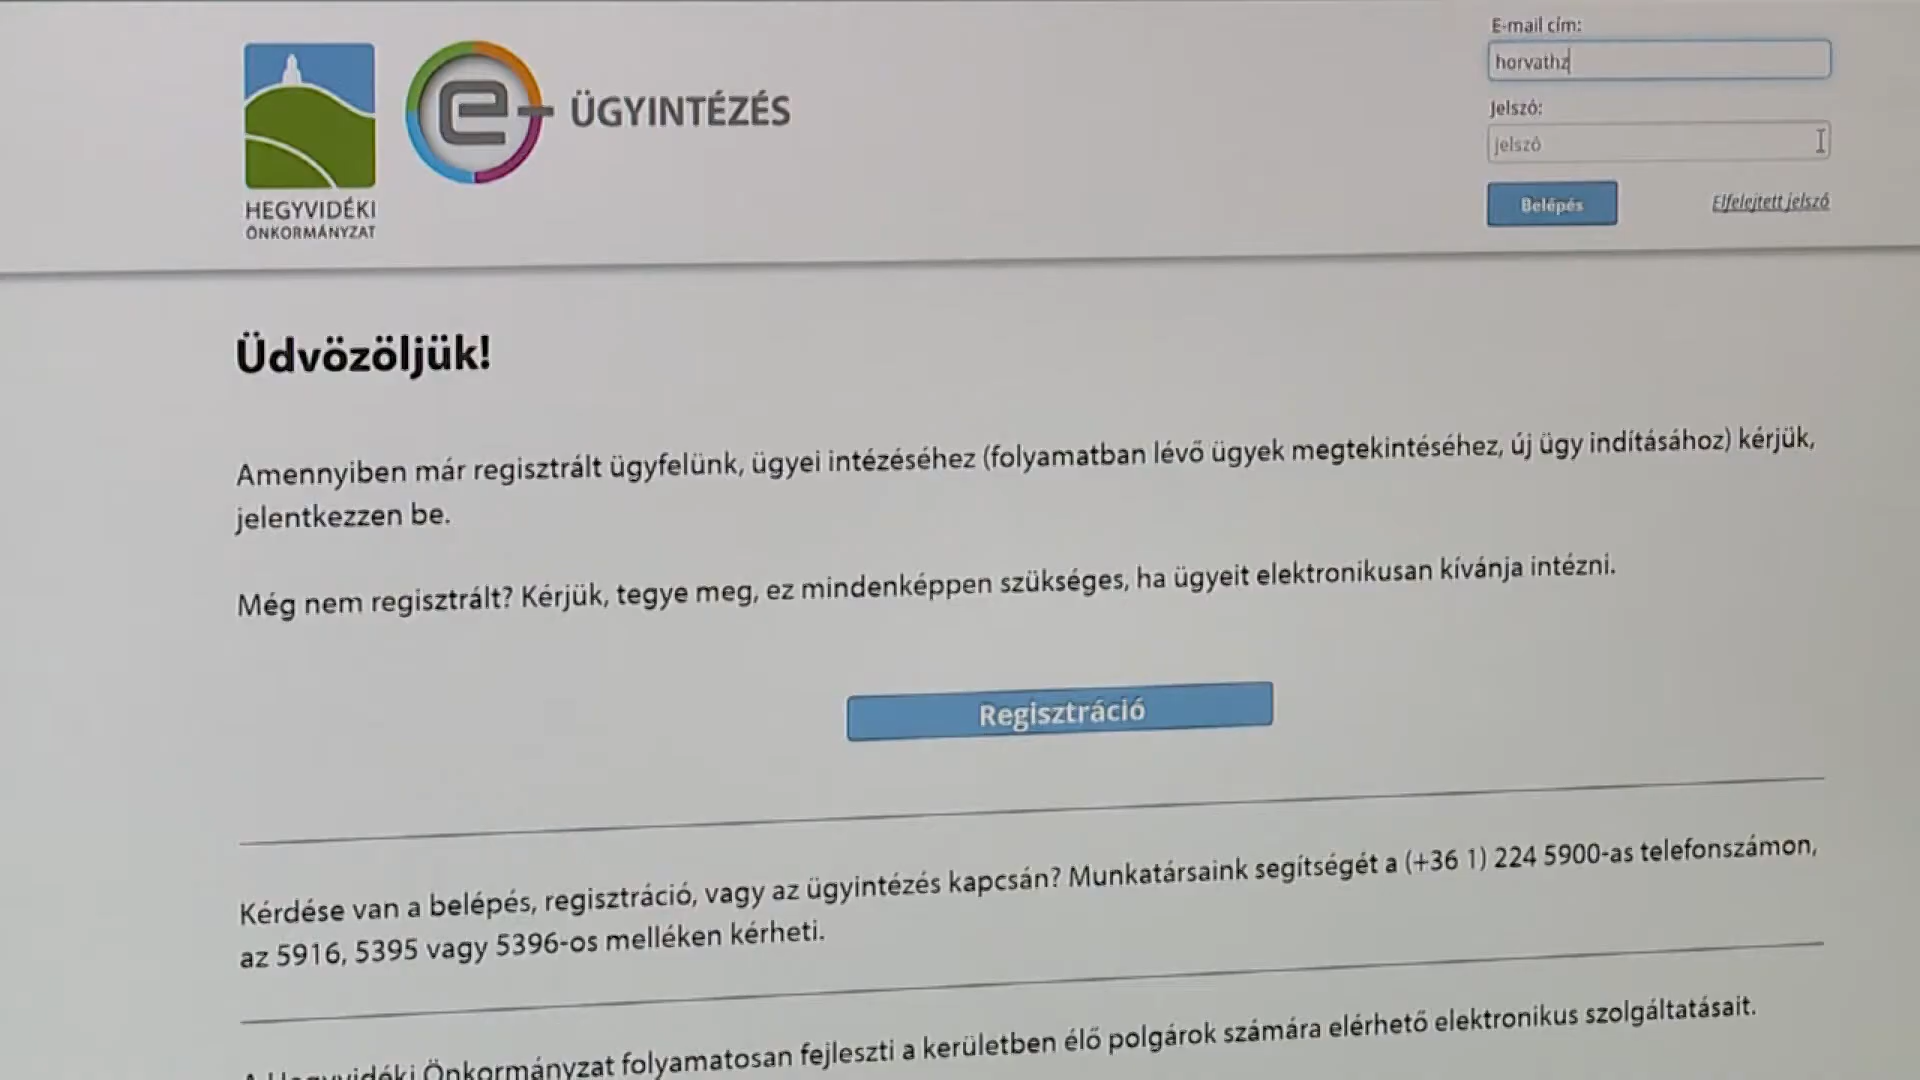 HEGYVIDÉKI
ÖNKORMÁNYZAT
e-ÜGYINTÉZÉS
E-mail cím:
horvathz
Jelszó:
jelszó
Belépés
Elfelejtett jelszó
Üdvözöljük!
Amennyiben már regisztrált ügyfelünk, ügyei intézéséhez (folyamatban lévő ügyek megtekintéséhez, új ügy indításához) kérjük,
jelentkezzen be.
Még nem regisztrált? Kérjük, tegye meg, ez mindenképpen szükséges, ha ügyeit elektronikusan kívánja intézni.
Regisztráció
Kérdése van a belépés, regisztráció, vagy az ügyintézés kapcsán? Munkatársaink segítségét a (+36 1) 224 5900-as telefonszámon,
az 5916, 5395 vagy 5396-os melléken kérheti.
A Hegyvidéki Önkormányzat folyamatosan fejleszti a kerületben élő polgárok számára elérhető elektronikus szolgáltatásait.